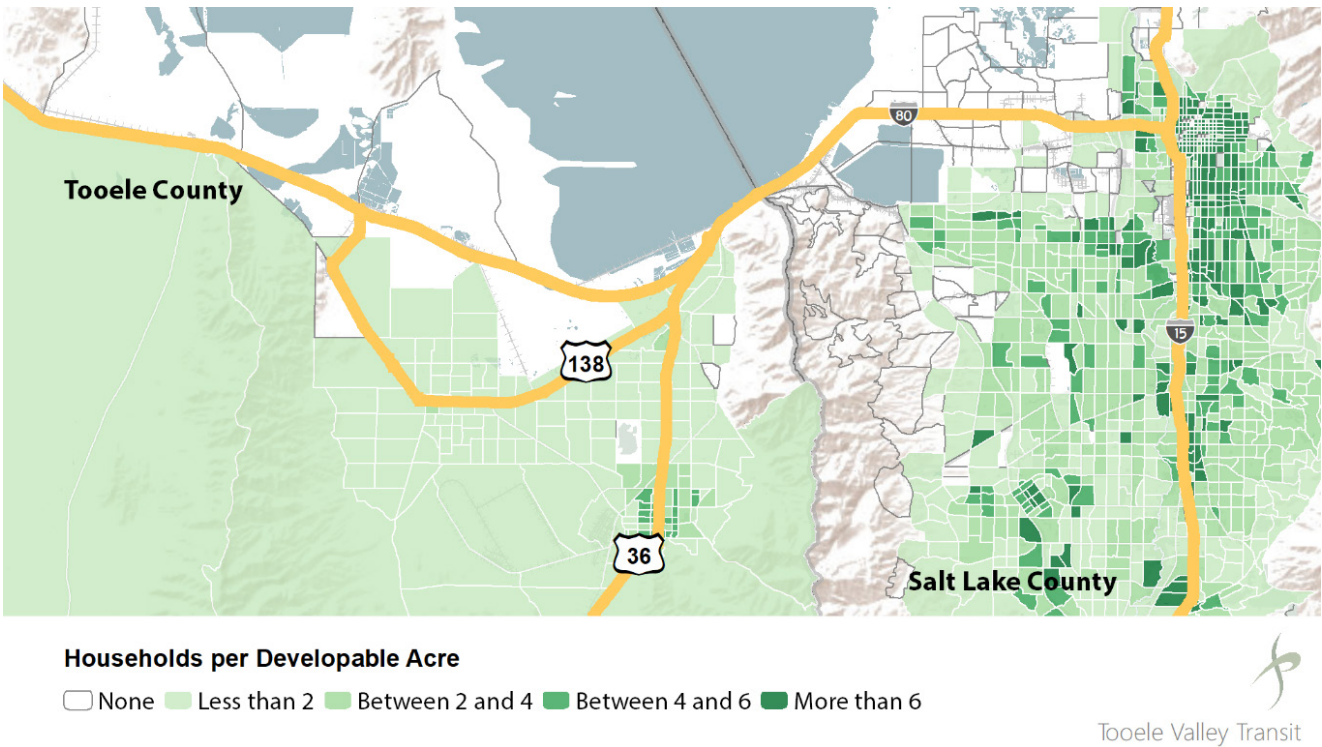 80
Tooele County
15
138
36
Salt Lake County
Households per Developable Acre
None Less than 2 Between 2 and 4 Between 4 and 6 More than 6
Tooele Valley Transit